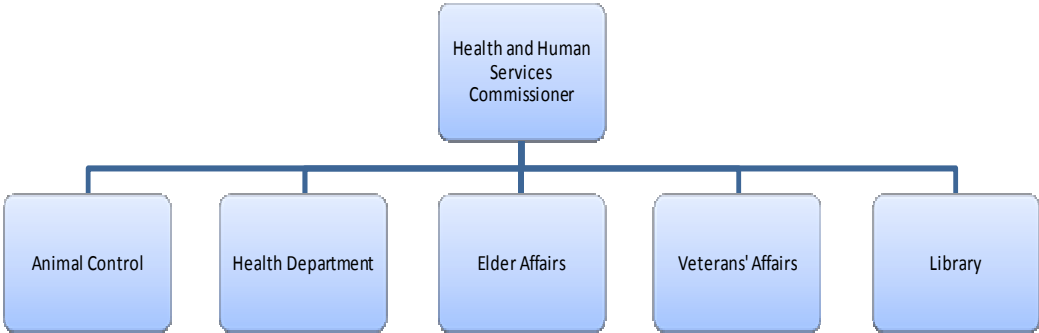 Health and Human
Services
Commissioner
Animal Control
Health Department
Elder Affairs
Veterans' Affairs
Library